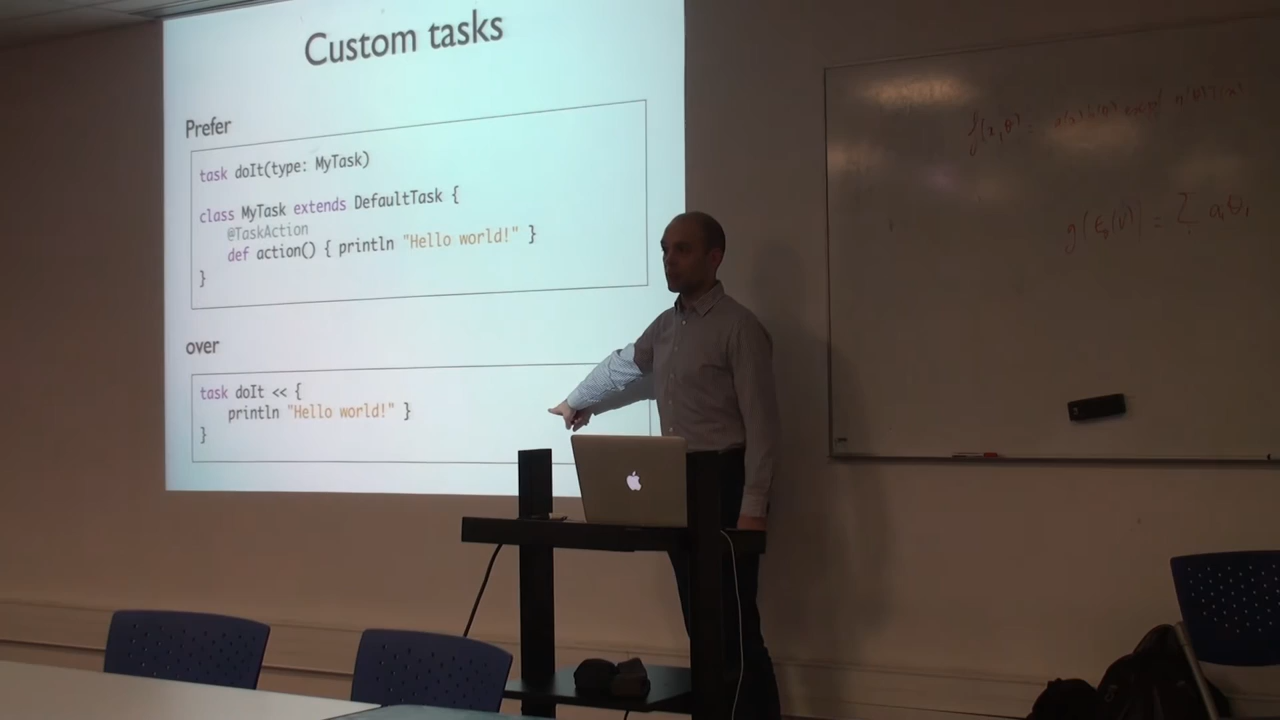 Custom tasks
Prefer
task doIt(type: MyTask)
class MyTask extends DefaultTask {
@TaskAction
def action() { println "Hello world!" }
}
over
task doIt << {
println "Hello world!" }
}
f(x,θ) =